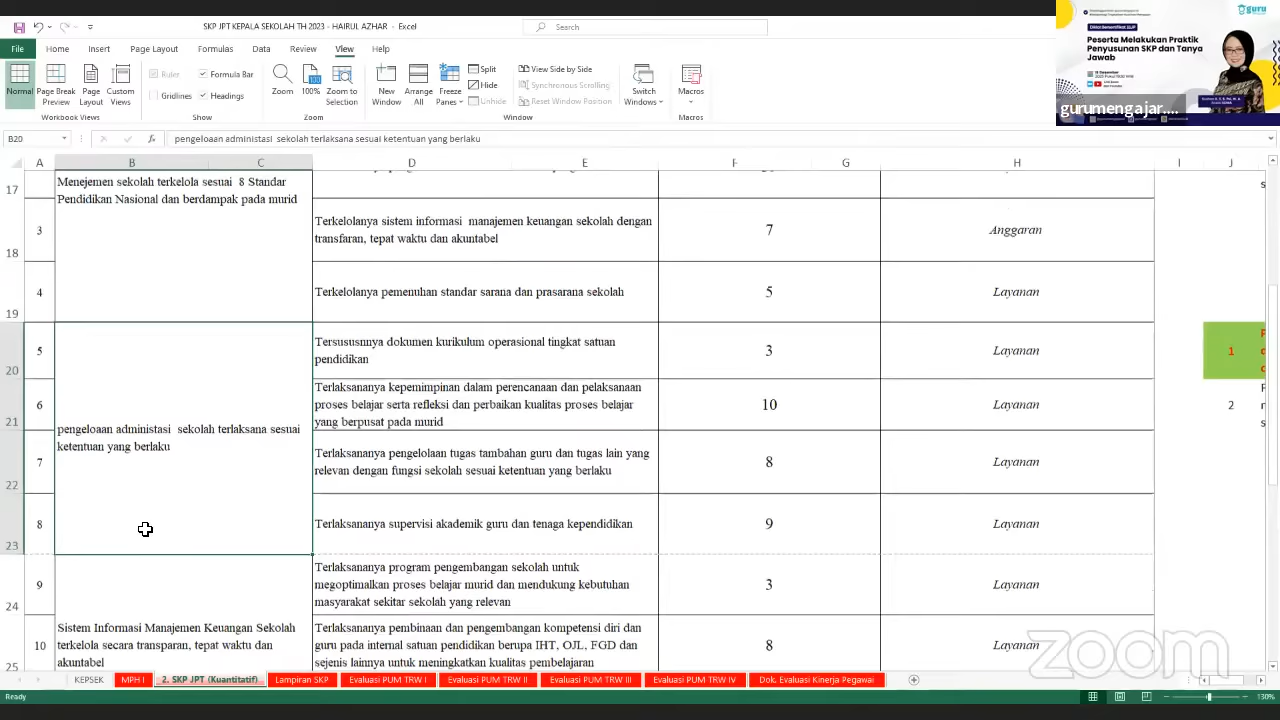 SKP JPT KEPALA SEKOLAH TH 2023 - HAIRUL AZHAR - Excel
Search
File
Home
Insert
Page Layout
Formulas
Data
Review
View
Help
Normal
Page Break Preview
Page Layout
Custom Views
Workbook Views
Ruler
Formula Bar
Gridlines
Headings
Show
Zoom
100%
Zoom to Selection
Zoom
New Window
Arrange All
Freeze Panes
Split
Hide
Unhide
View Side by Side
Synchronous Scrolling
Reset Window Position
Window
Switch Windows
Macros
Macros
guru
Peserta Melakukan Praktik
Penyusunan SKP dan Tanya
Jawab
gurumengajar....
B20
fx
pengeloaan administasi sekolah terlaksana sesuai ketentuan yang berlaku
A B C D E F G H I J
17
Menejemen sekolah terkelola sesuai 8 Standar
Pendidikan Nasional dan berdampak pada murid
18
3
Terkelolanya sistem informasi manajemen keuangan sekolah dengan
transfaran, tepat waktu dan akuntabel
7
Anggaran
19
4
Terkelolanya pemenuhan standar sarana dan prasarana sekolah
5
Layanan
20
5
Tersususnnya dokumen kurikulum operasional tingkat satuan
pendidikan
3
Layanan
1
21
6
Terlaksananya kepemimpinan dalam perencanaan dan pelaksanaan
proses belajar serta refleksi dan perbaikan kualitas proses belajar
yang berpusat pada murid
10
Layanan
2
pengeloaan administasi sekolah terlaksana sesuai
ketentuan yang berlaku
22
7
Terlaksananya pengelolaan tugas tambahan guru dan tugas lain yang
relevan dengan fungsi sekolah sesuai ketentuan yang berlaku
8
Layanan
23
8
Terlaksananya supervisi akademik guru dan tenaga kependidikan
9
Layanan
24
9
Terlaksananya program pengembangan sekolah untuk
megoptimalkan proses belajar murid dan mendukung kebutuhan
masyarakat sekitar sekolah yang relevan
3
Layanan
25
Sistem Informasi Manajemen Keuangan Sekolah
terkelola secara transparan, tepat waktu dan
akuntabel
10
Terlaksananya pembinaan dan pengembangan kompetensi diri dan
guru pada internal satuan pendidikan berupa IHT, OJL, FGD dan
sejenis lainnya untuk meningkatkan kualitas pembelajaran
8
Layanan
zoom
KEPSEK
MPH I
2. SKP JPT (Kuantitatif)
Lampiran SKP
Evaluasi PUM TRW I
Evaluasi PUM TRW II
Evaluasi PUM TRW III
Evaluasi PUM TRW IV
Dok. Evaluasi Kinerja Pegawai
Ready
130%